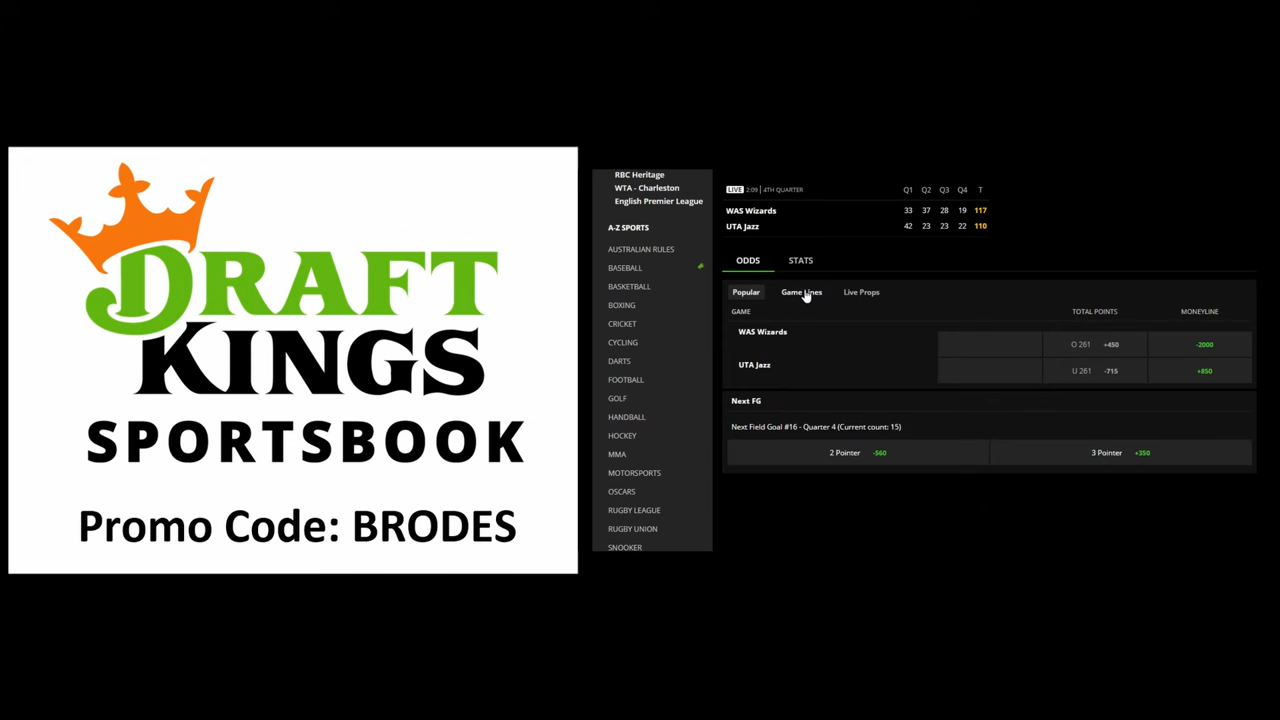 DRAFT
KINGS
SPORTSBOOK
Promo Code: BRODES
RBC Heritage
WTA - Charleston
English Premier League
A-Z SPORTS
AUSTRALIAN RULES
BASEBALL
BASKETBALL
BOXING
CRICKET
CYCLING
DARTS
FOOTBALL
GOLF
HANDBALL
HOCKEY
MMA
MOTORSPORTS
OSCARS
RUGBY LEAGUE
RUGBY UNION
SNOOKER
LIVE 2:09 | 4TH QUARTER Q1 Q2 Q3 Q4 T
WAS Wizards 33 37 28 19 117
UTA Jazz 42 23 23 22 110
ODDS STATS
Popular Game Lines Live Props
GAME TOTAL POINTS MONEYLINE
WAS Wizards O 261 +450 -2000
UTA Jazz U 261 -715 +850
Next FG
Next Field Goal #16 - Quarter 4 (Current count: 15)
2 Pointer -560 3 Pointer +350